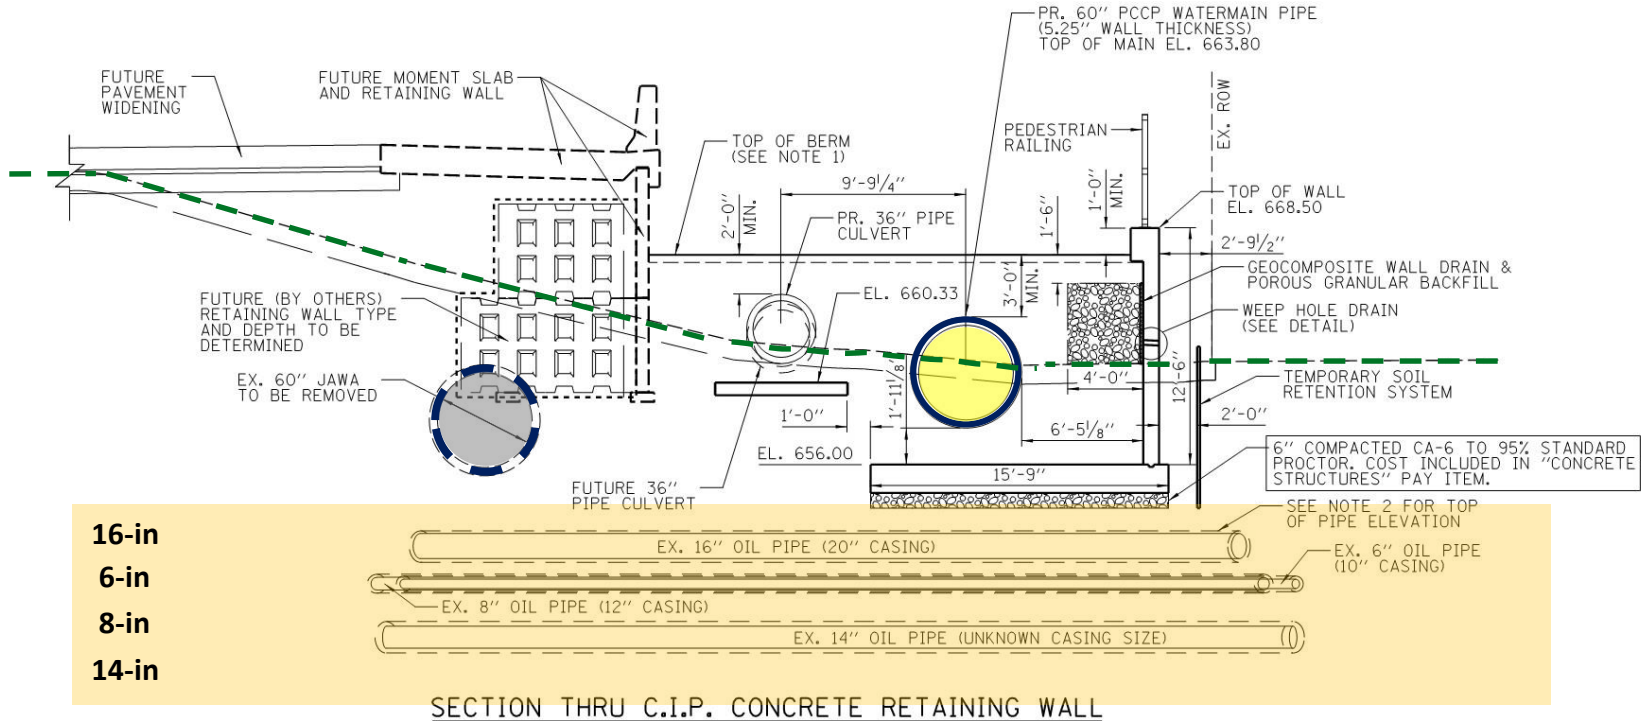 PR. 60" PCCP WATERMAIN PIPE
(5.25" WALL THICKNESS)
TOP OF MAIN EL. 663.80
FUTURE
PAVEMENT
WIDENING
FUTURE MOMENT SLAB
AND RETAINING WALL
TOP OF BERM
(SEE NOTE 1)
PEDESTRIAN
RAILING
EX. ROW
9'-9 1/4"
2'-0"
MIN.
PR. 36" PIPE
CULVERT
1'-6"
1'-0"
MIN.
TOP OF WALL
EL. 668.50
2'-9 1/2"
GEOCOMPOSITE WALL DRAIN &
POROUS GRANULAR BACKFILL
3'-0"
MIN.
EL. 660.33
WEEP HOLE DRAIN
(SEE DETAIL)
FUTURE (BY OTHERS)
RETAINING WALL TYPE
AND DEPTH TO BE
DETERMINED
EX. 60" JAWA
TO BE REMOVED
1'-11 1/8"
4'-0"
12'-6"
TEMPORARY SOIL
RETENTION SYSTEM
1'-0"
2'-0"
6'-5 1/8"
EL. 656.00
15'-9"
6" COMPACTED CA-6 TO 95% STANDARD
PROCTOR. COST INCLUDED IN "CONCRETE
STRUCTURES" PAY ITEM.
FUTURE 36"
PIPE CULVERT
SEE NOTE 2 FOR TOP
OF PIPE ELEVATION
16-in
EX. 16" OIL PIPE (20" CASING)
EX. 6" OIL PIPE
(10" CASING)
6-in
EX. 8" OIL PIPE (12" CASING)
8-in
EX. 14" OIL PIPE (UNKNOWN CASING SIZE)
14-in
SECTION THRU C.I.P. CONCRETE RETAINING WALL